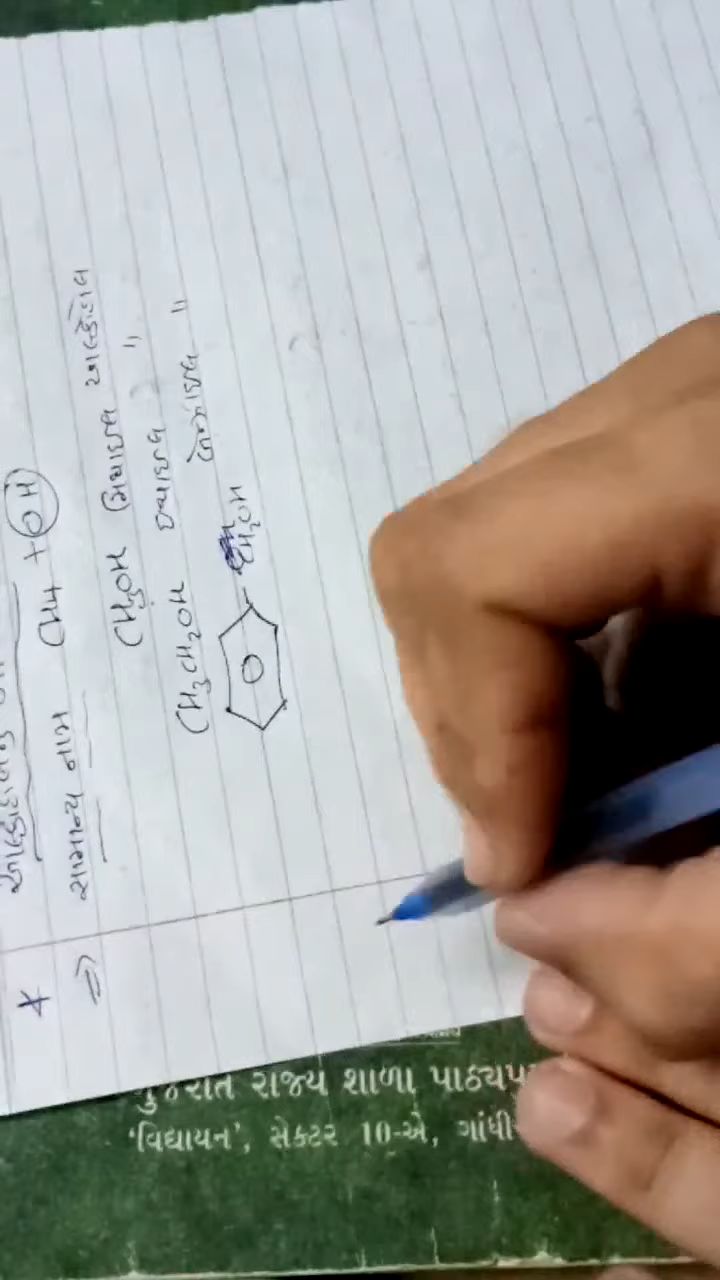 * આલ્કોહોલનું
⇒ સામાન્ય નામ CH4 + OH
CH3OH મિથાઇલ આલ્કોહોલ
CH3CH2OH ઇથાઇલ "
બેન્ઝાઇલ "
CH2OH
ગુજરાત રાજ્ય શાળા પાઠ્યપ
‘વિદ્યાયન’, સેક્ટર 10-એ, ગાંધી